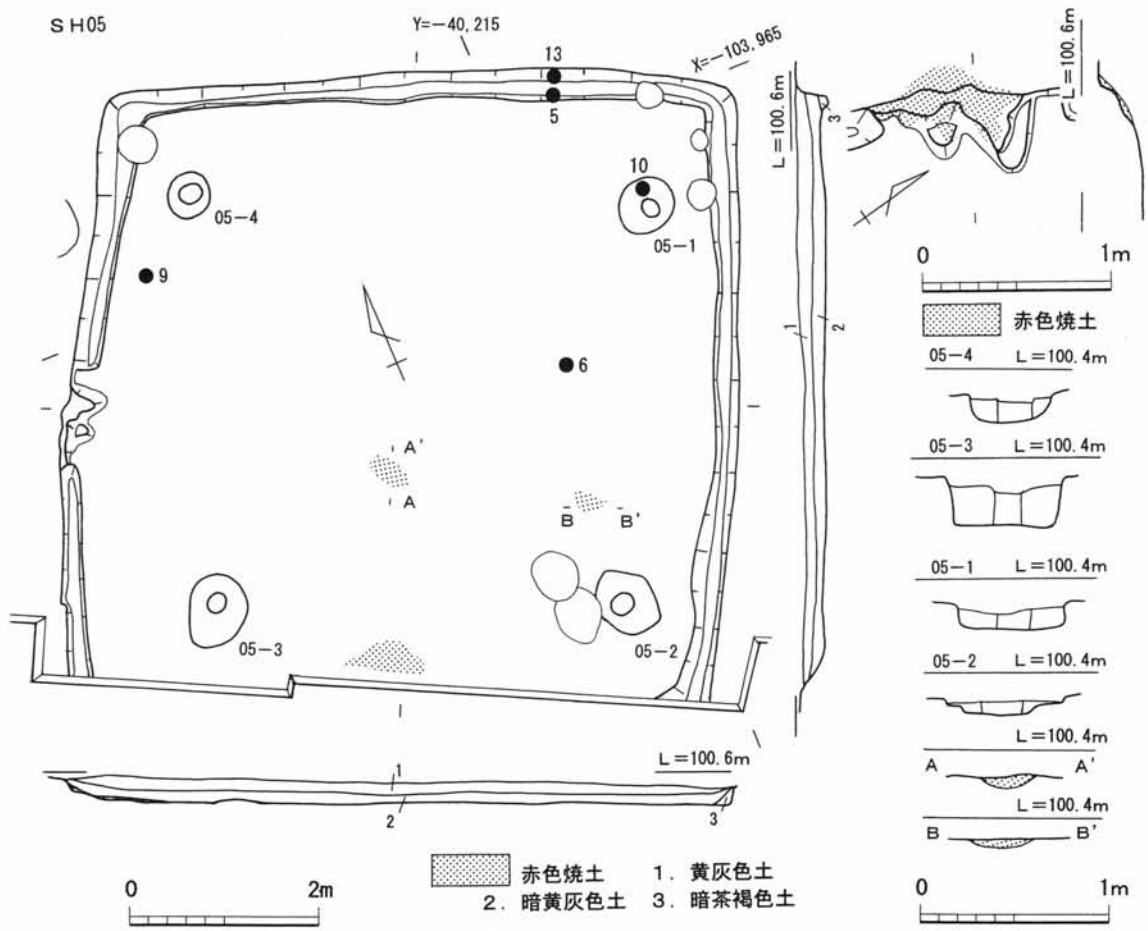 SH05
Y=-40,215
X=-103,965
13
5
10
05-4
05-1
9
6
A'
A
B B'
05-3
05-2
L=100.6m
1
2
3
L=100.6m
1
2
3
L=100.6m
0 1m
赤色焼土
05-4 L=100.4m
05-3 L=100.4m
05-1 L=100.4m
05-2 L=100.4m
L=100.4m
A A'
L=100.4m
B B'
0 1m
0 2m
赤色焼土 1. 黄灰色土
2. 暗黄灰色土 3. 暗茶褐色土